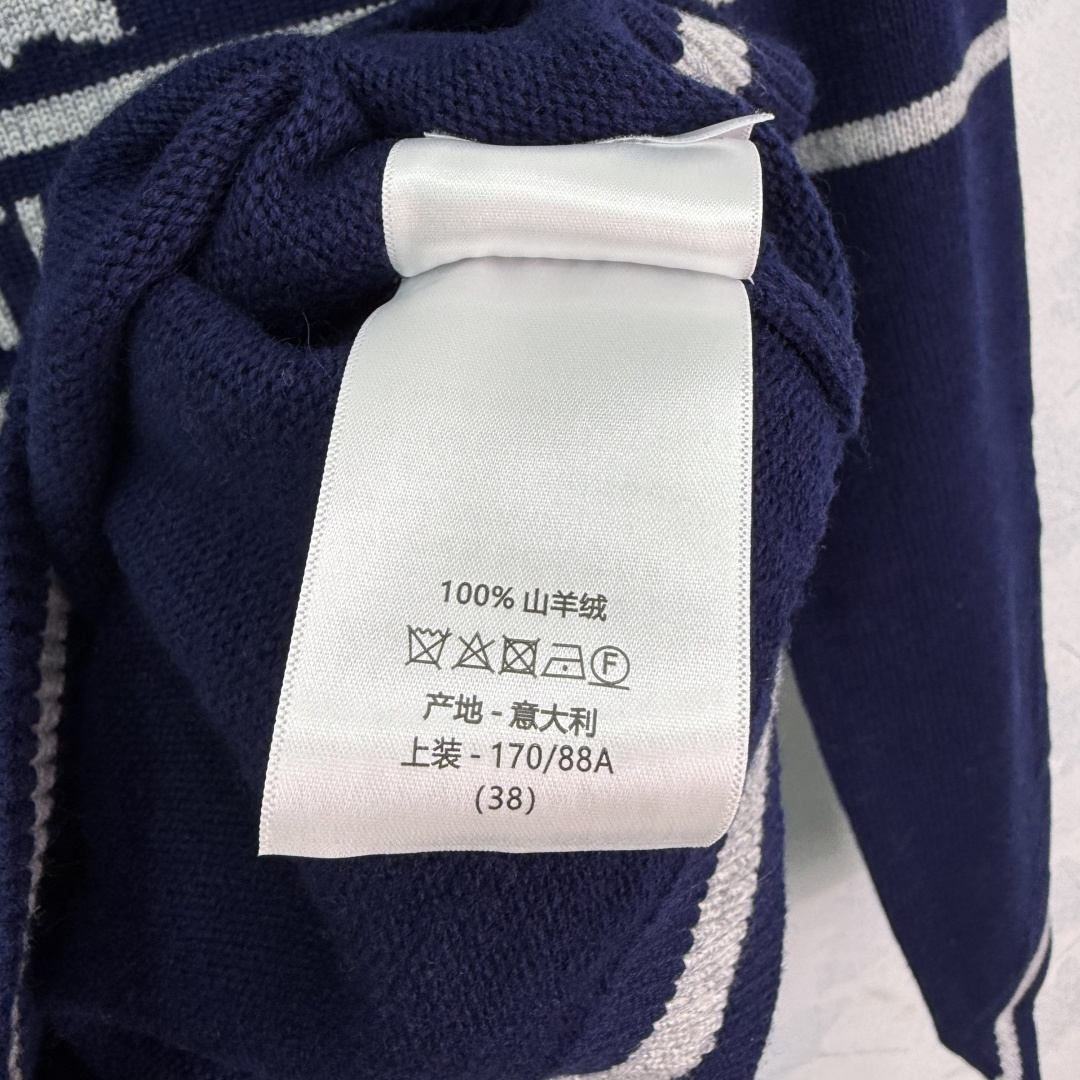 100% 山羊绒
F
产地 - 意大利
上装 - 170/88A
(38)